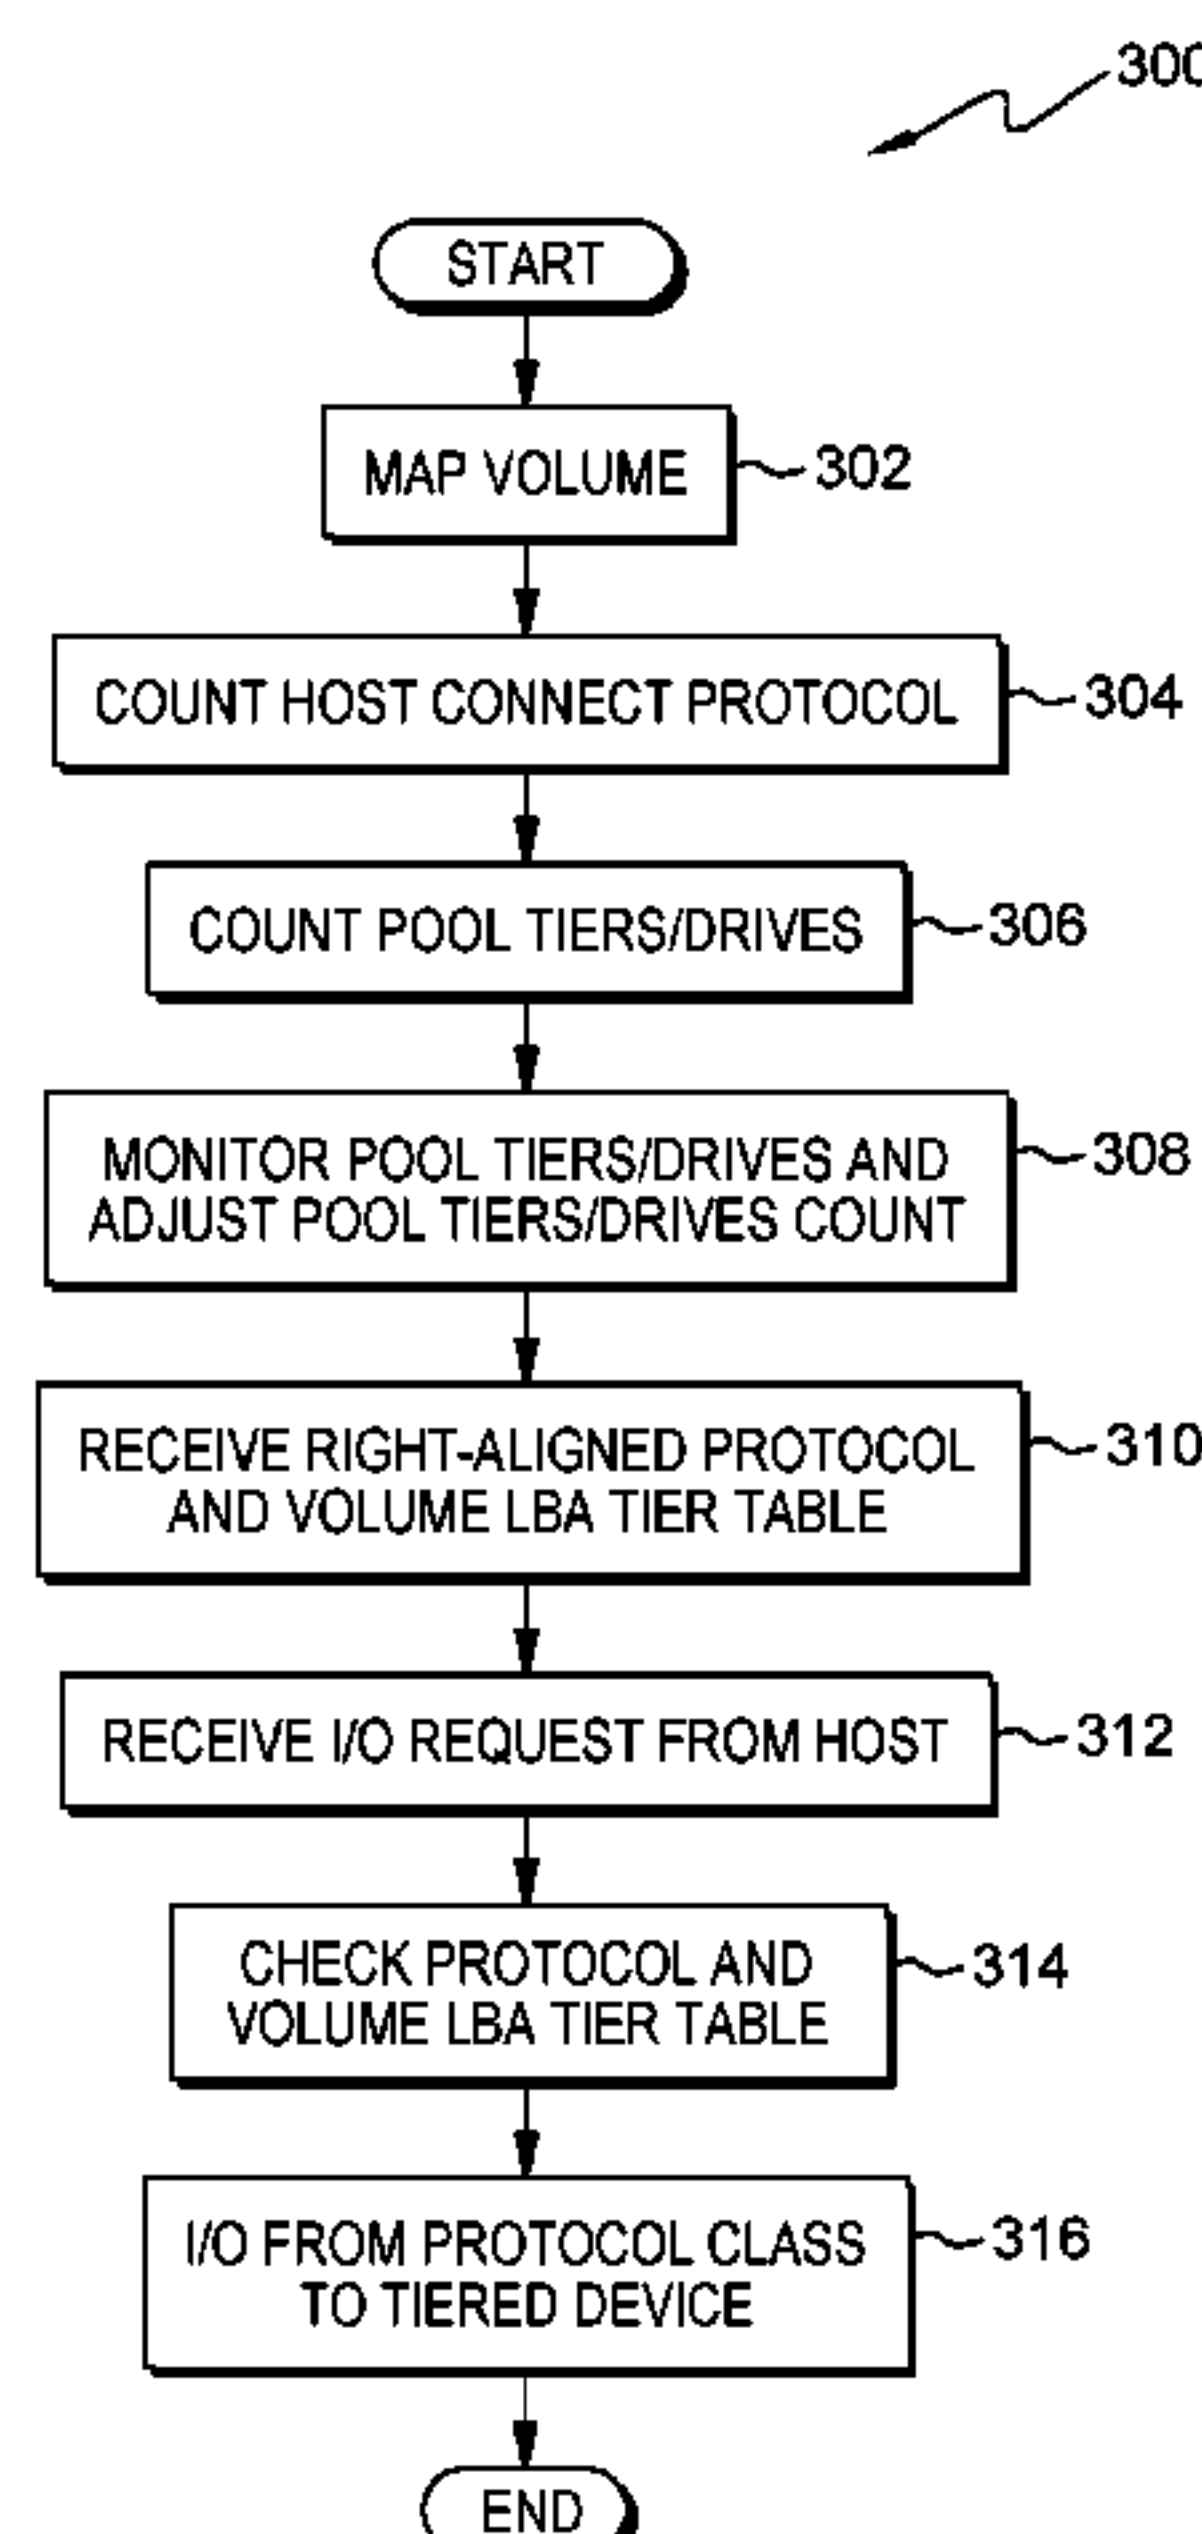 300
START
MAP VOLUME
302
COUNT HOST CONNECT PROTOCOL
304
COUNT POOL TIERS/DRIVES
306
MONITOR POOL TIERS/DRIVES AND
ADJUST POOL TIERS/DRIVES COUNT
308
RECEIVE RIGHT-ALIGNED PROTOCOL
AND VOLUME LBA TIER TABLE
310
RECEIVE I/O REQUEST FROM HOST
312
CHECK PROTOCOL AND
VOLUME LBA TIER TABLE
314
I/O FROM PROTOCOL CLASS
TO TIERED DEVICE
316
END